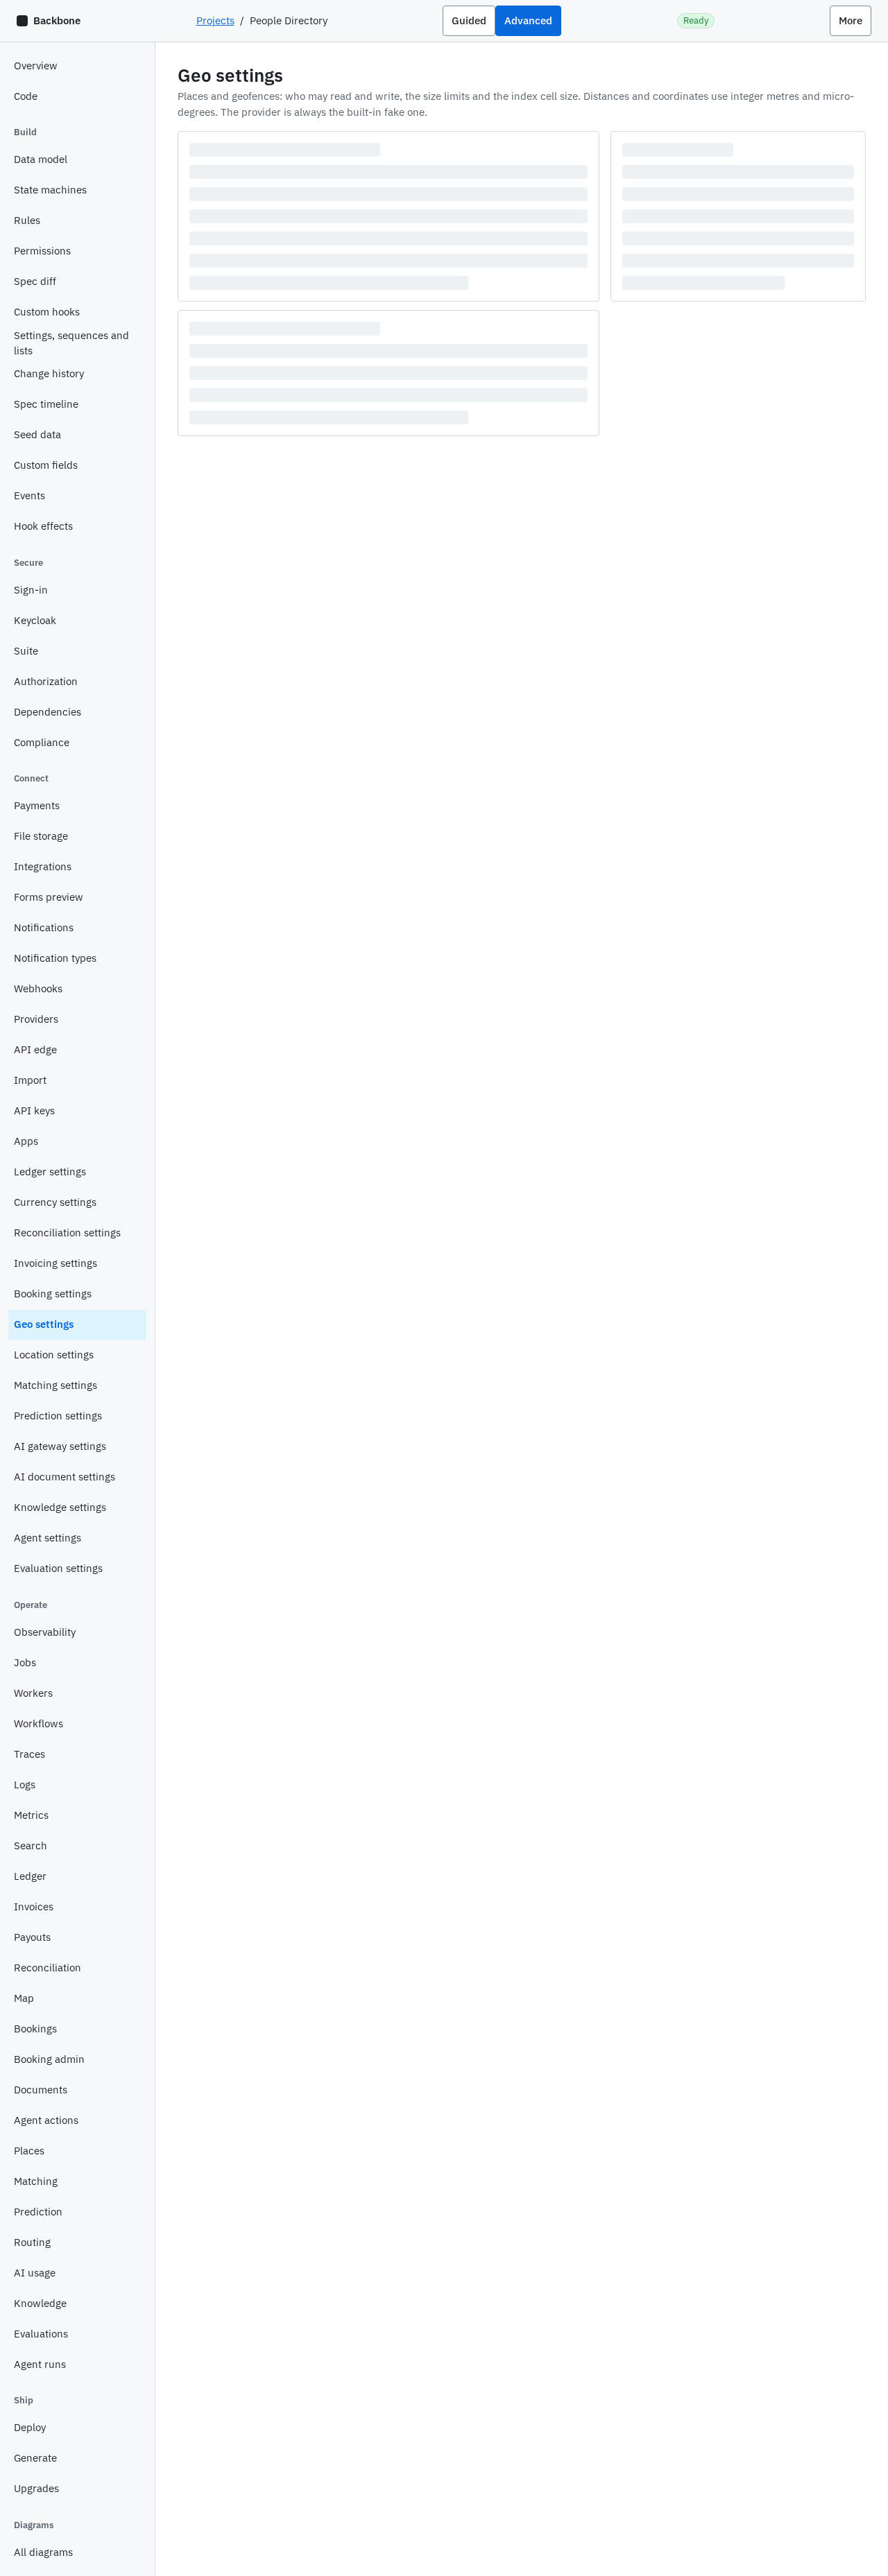 Backbone
Projects / People Directory
Guided
Advanced
Ready
More
Overview
Code
Build
Data model
State machines
Rules
Permissions
Spec diff
Custom hooks
Settings, sequences and
lists
Change history
Spec timeline
Seed data
Custom fields
Events
Hook effects
Secure
Sign-in
Keycloak
Suite
Authorization
Dependencies
Compliance
Connect
Payments
File storage
Integrations
Forms preview
Notifications
Notification types
Webhooks
Providers
API edge
Import
API keys
Apps
Ledger settings
Currency settings
Reconciliation settings
Invoicing settings
Booking settings
Geo settings
Location settings
Matching settings
Prediction settings
AI gateway settings
AI document settings
Knowledge settings
Agent settings
Evaluation settings
Operate
Observability
Jobs
Workers
Workflows
Traces
Logs
Metrics
Search
Ledger
Invoices
Payouts
Reconciliation
Map
Bookings
Booking admin
Documents
Agent actions
Places
Matching
Prediction
Routing
AI usage
Knowledge
Evaluations
Agent runs
Ship
Deploy
Generate
Upgrades
Diagrams
All diagrams
Geo settings
Places and geofences: who may read and write, the size limits and the index cell size. Distances and coordinates use integer metres and micro-
degrees. The provider is always the built-in fake one.